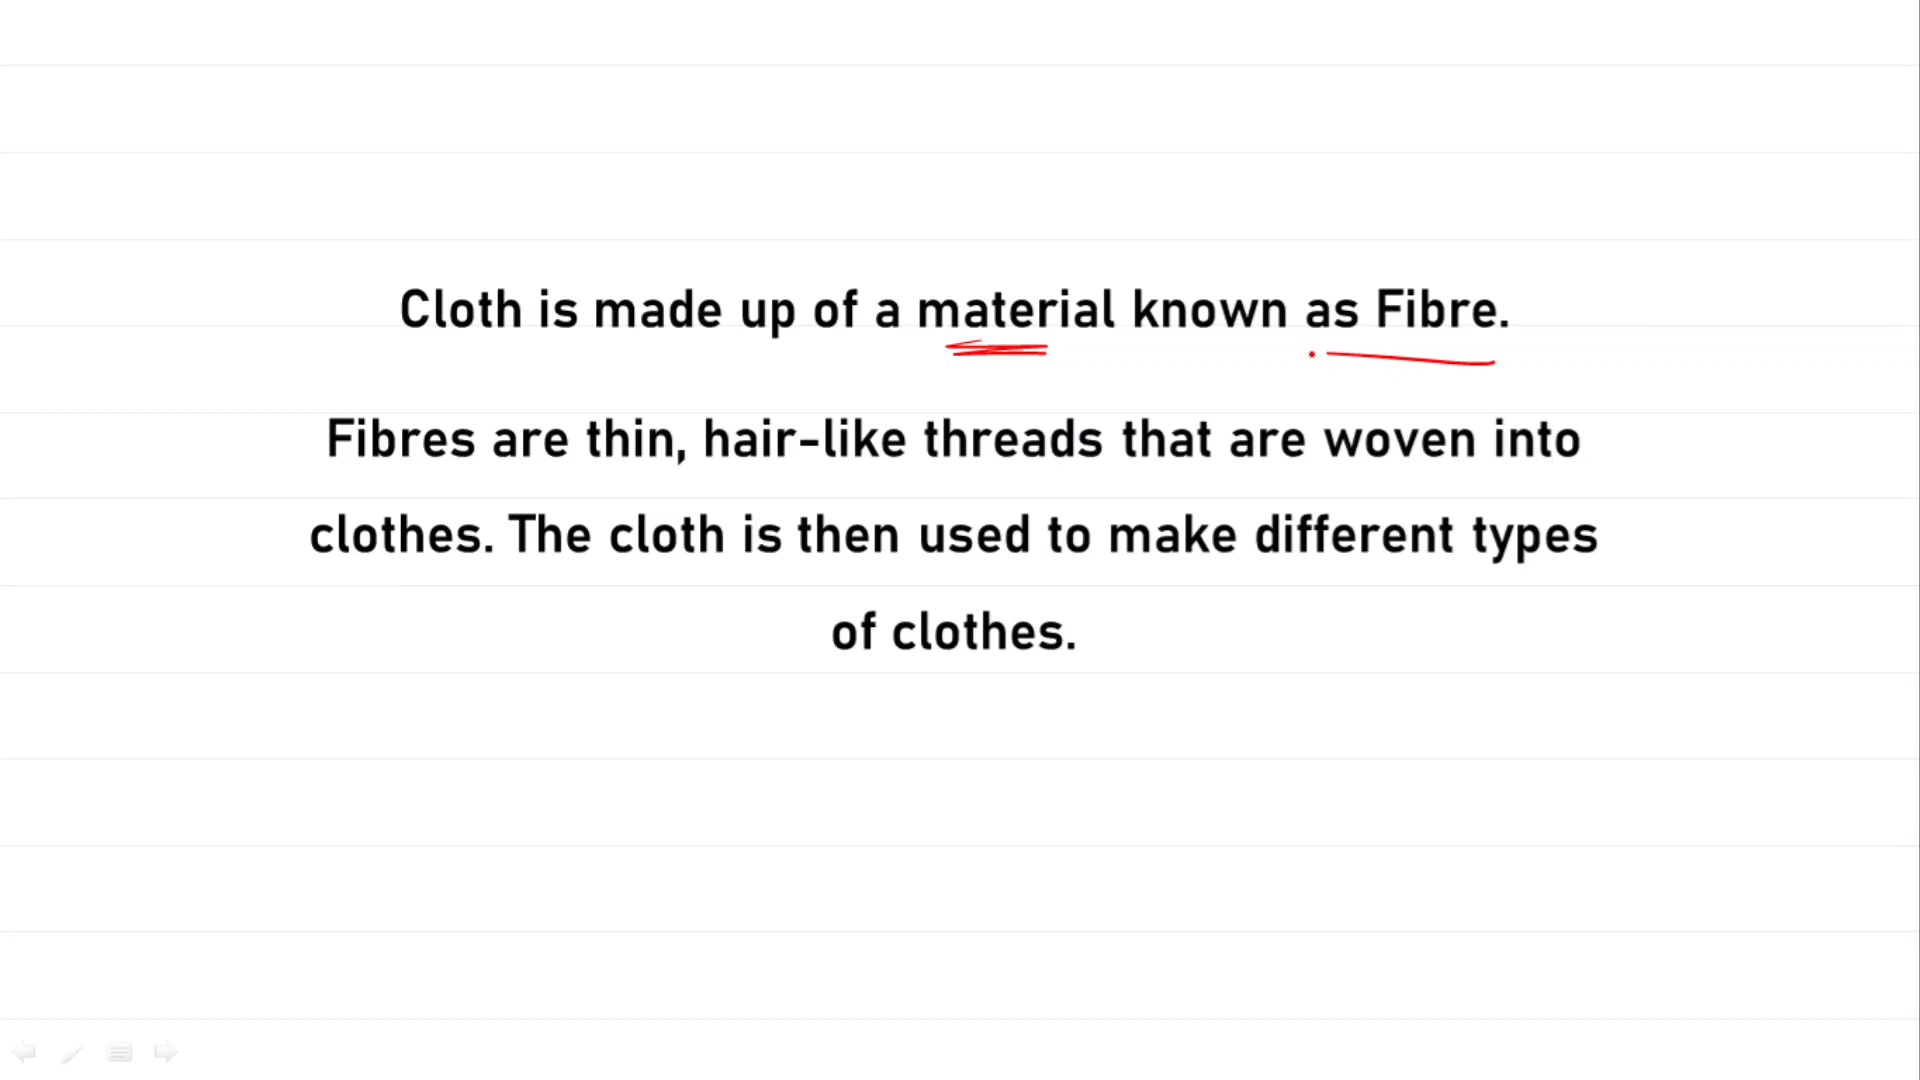 Cloth is made up of a material known as Fibre.
Fibres are thin, hair-like threads that are woven into
clothes. The cloth is then used to make different types
of clothes.